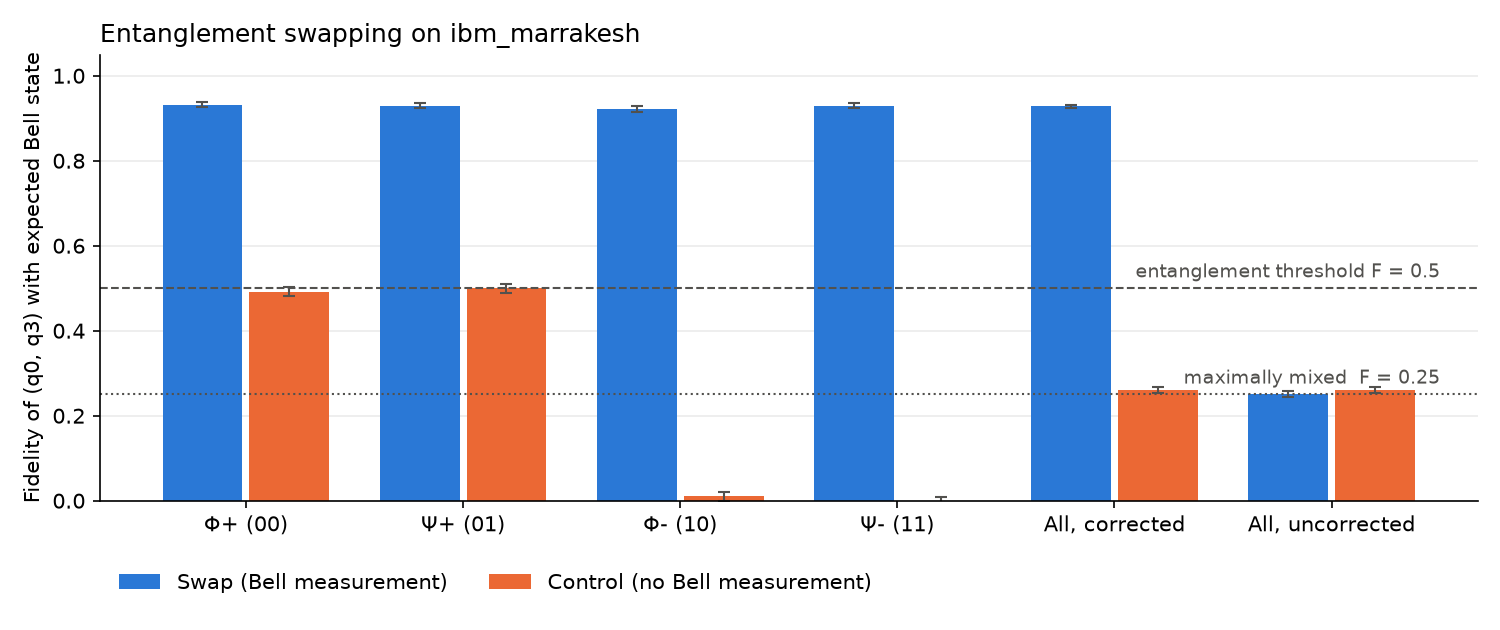 Entanglement swapping on ibm_marrakesh
Fidelity of (q0, q3) with expected Bell state
1.0
0.8
0.6
0.4
0.2
0.0
entanglement threshold F = 0.5
maximally mixed  F = 0.25
Φ+ (00)
Ψ+ (01)
Φ- (10)
Ψ- (11)
All, corrected
All, uncorrected
Swap (Bell measurement)
Control (no Bell measurement)